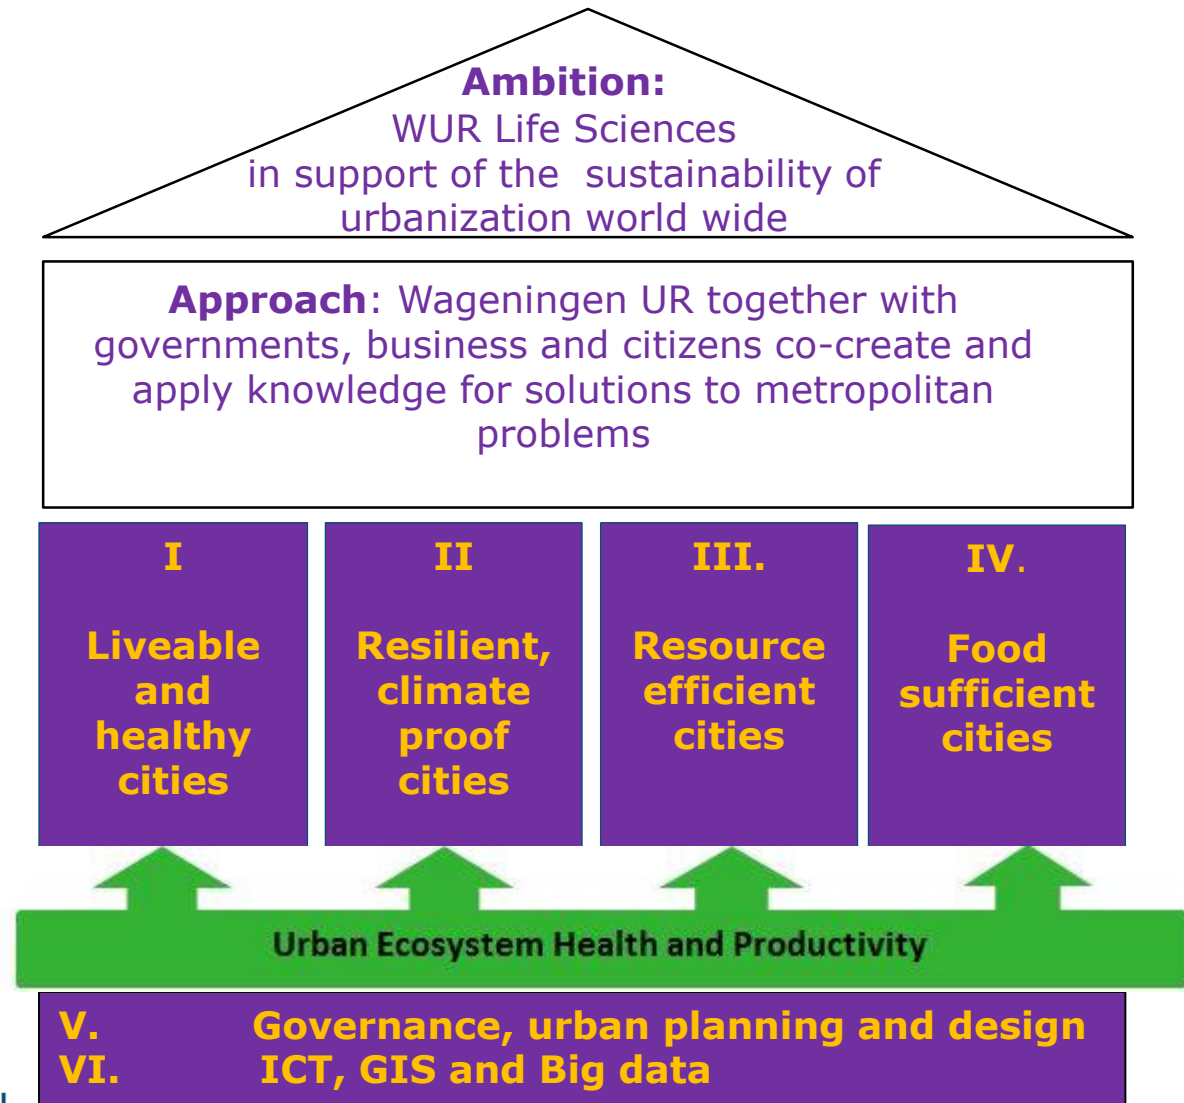 Ambition:
WUR Life Sciences
in support of the sustainability of
urbanization world wide
Approach: Wageningen UR together with
governments, business and citizens co-create and
apply knowledge for solutions to metropolitan
problems
I
Liveable
and
healthy
cities
II
Resilient,
climate
proof
cities
III.
Resource
efficient
cities
IV.
Food
sufficient
cities
Urban Ecosystem Health and Productivity
V. Governance, urban planning and design
VI. ICT, GIS and Big data